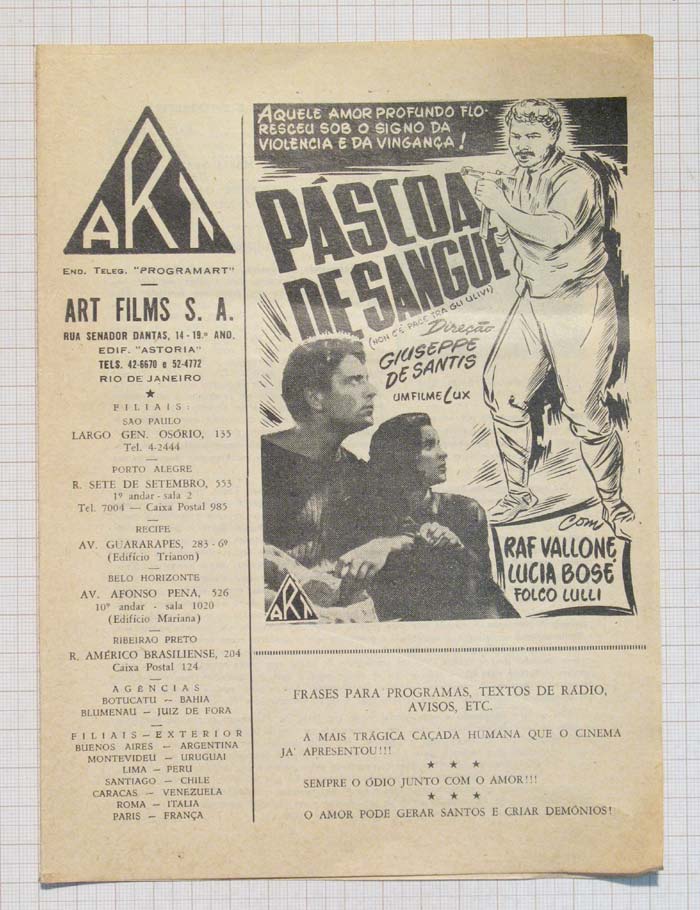 ART
END. TELEG. "PROGRAMART"
ART FILMS S. A.
RUA SENADOR DANTAS, 14 - 19.º AND.
EDIF. "ASTORIA"
TELS. 42-6670 e 52-4772
RIO DE JANEIRO
★
FILIAIS:
SAO PAULO
LARGO GEN. OSÓRIO, 135
Tel. 4-2444
PORTO ALEGRE
R. SETE DE SETEMBRO, 553
1º andar - sala 2
Tel. 7004 — Caixa Postal 985
RECIFE
AV. GUARARAPES, 283 - 6º
(Edifício Trianon)
BELO HORIZONTE
AV. AFONSO PENA, 526
10º andar - sala 1020
(Edifício Mariana)
RIBEIRAO PRETO
R. AMÉRICO BRASILIENSE, 204
Caixa Postal 124
AGÊNCIAS
BOTUCATU — BAHIA
BLUMENAU — JUIZ DE FORA
FILIAIS — EXTERIOR
BUENOS AIRES — ARGENTINA
MONTEVIDEU — URUGUAI
LIMA — PERU
SANTIAGO — CHILE
CARACAS — VENEZUELA
ROMA — ITALIA
PARIS — FRANÇA
AQUELE AMOR PROFUNDO FLO-
RESCEU SOB O SIGNO DA
VIOLÊNCIA E DA VINGANÇA!
PÁSCOA
DE SANGUE
(NON C'È PACE TRA GLI ULIVI)
Direção
GIUSEPPE
DE SANTIS
UM FILME LUX
Com
RAF VALLONE
LUCIA BOSÉ
FOLCO LULLI
ART
FRASES PARA PROGRAMAS, TEXTOS DE RÁDIO,
AVISOS, ETC.
A MAIS TRÁGICA CAÇADA HUMANA QUE O CINEMA
JA' APRESENTOU!!!
★ ★ ★
SEMPRE O ÓDIO JUNTO COM O AMOR!!!
★ ★ ★
O AMOR PODE GERAR SANTOS E CRIAR DEMÓNIOS!